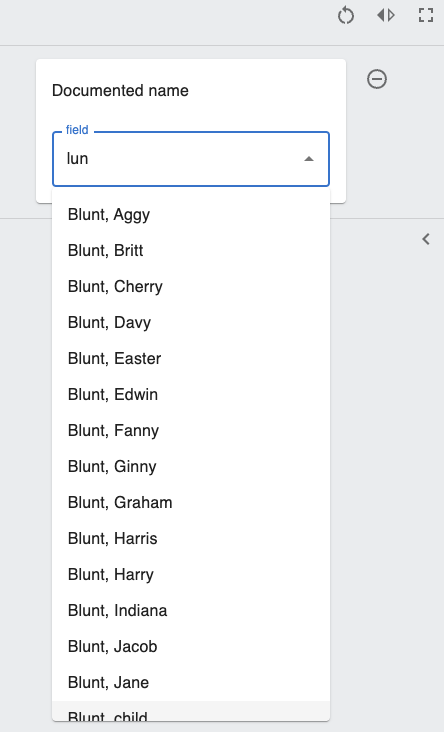 Documented name
field
lun
Blunt, Aggy
Blunt, Britt
Blunt, Cherry
Blunt, Davy
Blunt, Easter
Blunt, Edwin
Blunt, Fanny
Blunt, Ginny
Blunt, Graham
Blunt, Harris
Blunt, Harry
Blunt, Indiana
Blunt, Jacob
Blunt, Jane
Blunt, child